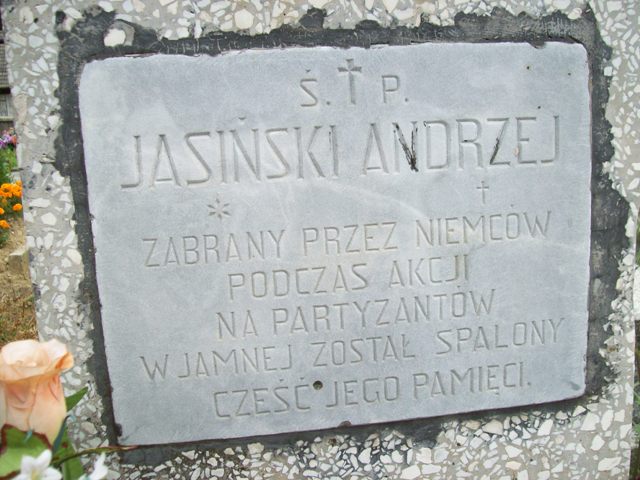 Ś. † P.
JASIŃSKI ANDRZEJ
* †
ZABRANY PRZEZ NIEMCÓW
PODCZAS AKCJI
NA PARTYZANTÓW
W JAMNEJ ZOSTAŁ SPALONY
CZEŚĆ JEGO PAMIĘCI.